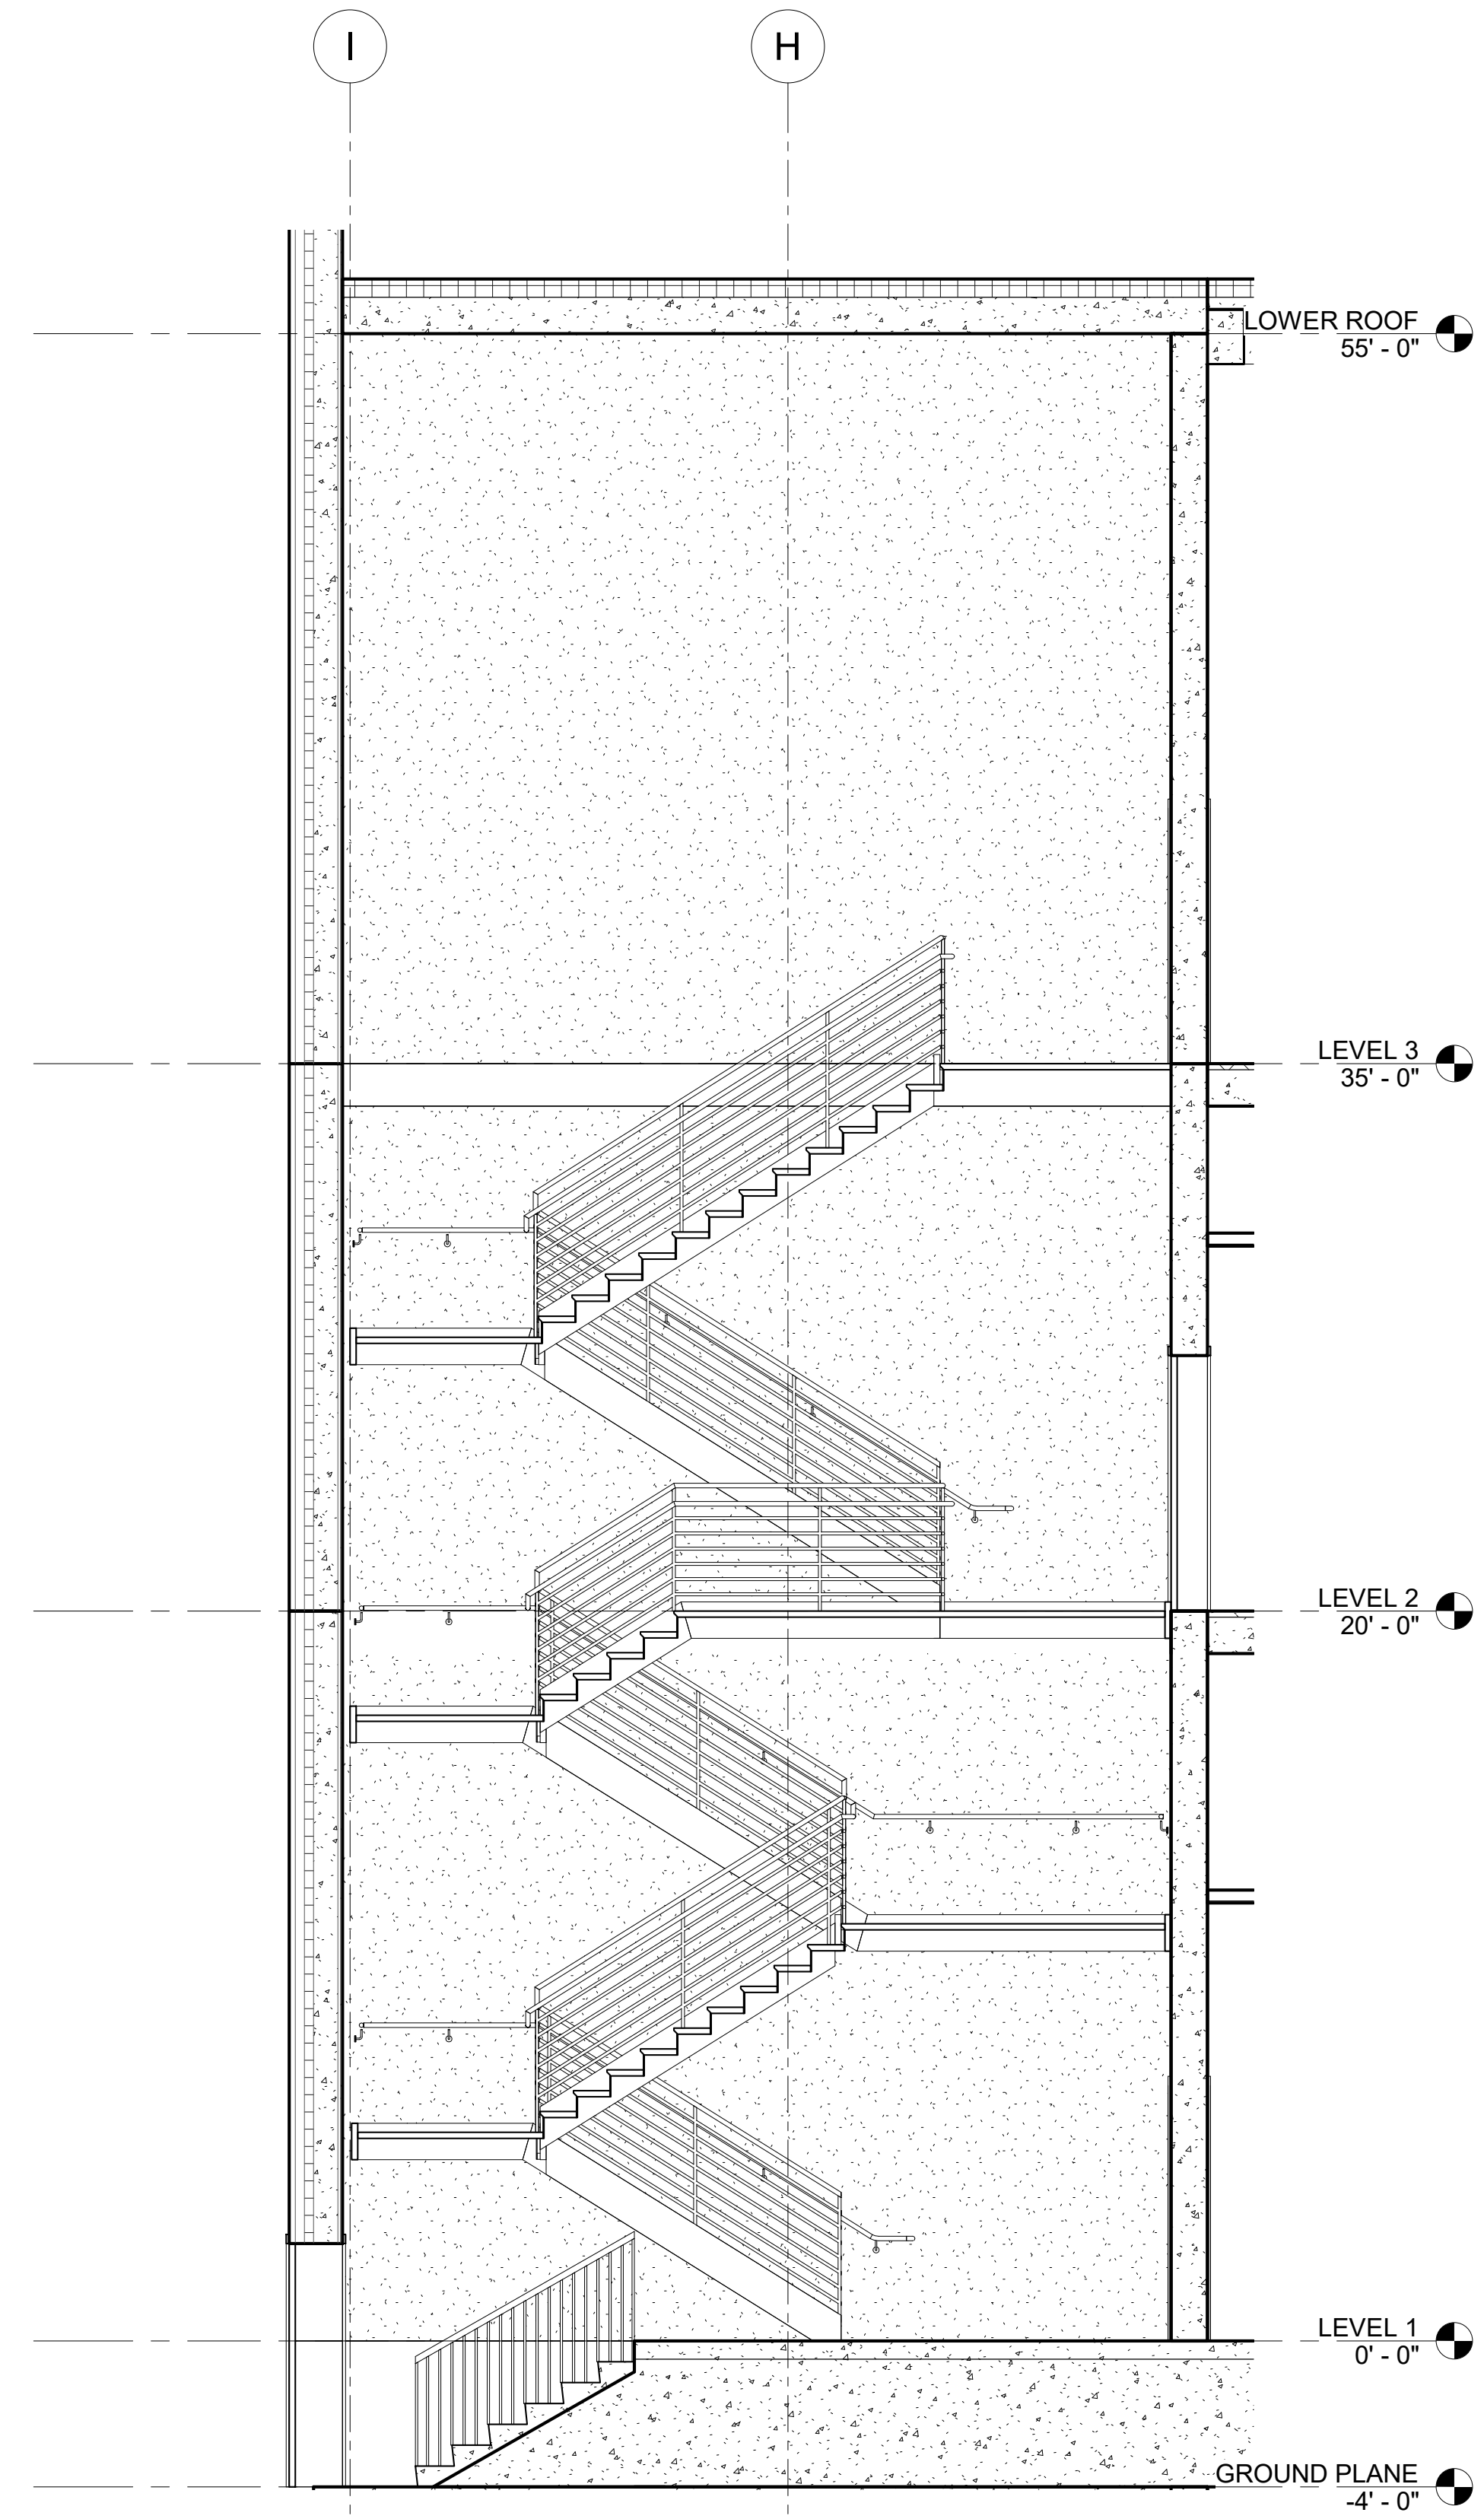 I
H
LOWER ROOF
55' - 0"
LEVEL 3
35' - 0"
LEVEL 2
20' - 0"
LEVEL 1
0' - 0"
GROUND PLANE
-4' - 0"